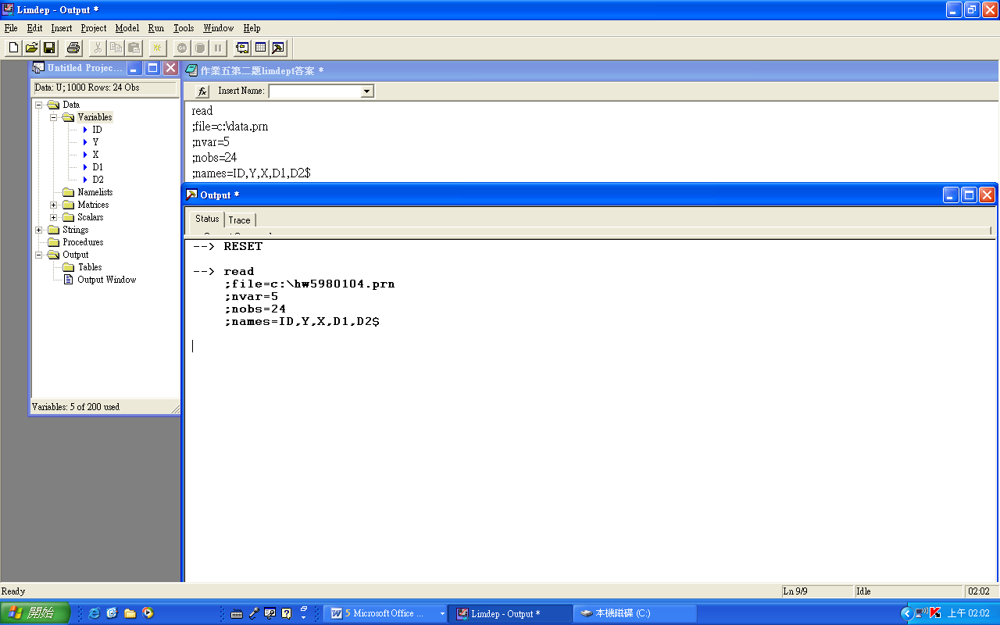 Limdep - Output *
File Edit Insert Project Model Run Tools Window Help
Untitled Projec...
Data: U; 1000 Rows: 24 Obs
Data
Variables
ID
Y
X
D1
D2
Namelists
Matrices
Scalars
Strings
Procedures
Output
Tables
Output Window
Variables: 5 of 200 used
作業五第二題limdept答案 *
fx Insert Name:
read
;file=c:\data.prn
;nvar=5
;nobs=24
;names=ID,Y,X,D1,D2$
Output *
Status Trace
--> RESET
--> read
;file=c:\hw5980104.prn
;nvar=5
;nobs=24
;names=ID,Y,X,D1,D2$
Ready Ln 9/9 Idle 02:02
開始 5 Microsoft Office ... Limdep - Output * 本機磁碟 (C:) 上午 02:02